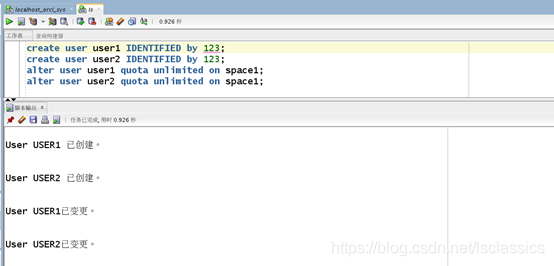 localhost_orcl_sys
ls
0.926 秒
工作表
查询构建器
create user user1 IDENTIFIED by 123;
create user user2 IDENTIFIED by 123;
alter user user1 quota unlimited on space1;
alter user user2 quota unlimited on space1;
脚本输出
任务已完成, 用时 0.926 秒
User USER1 已创建。
User USER2 已创建。
User USER1已变更。
User USER2已变更。
https://blog.csdn.net/lsclassics